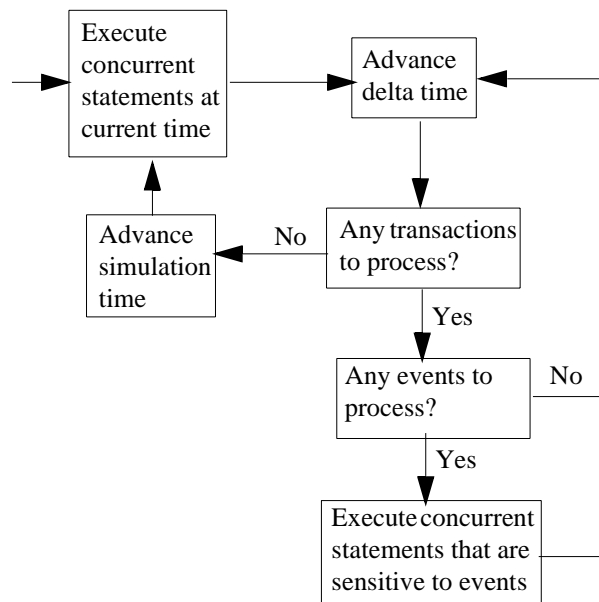 Execute
concurrent
statements at
current time
Advance
delta time
Advance
simulation
time
No
Any transactions
to process?
Yes
Any events to
process?
No
Yes
Execute concurrent
statements that are
sensitive to events